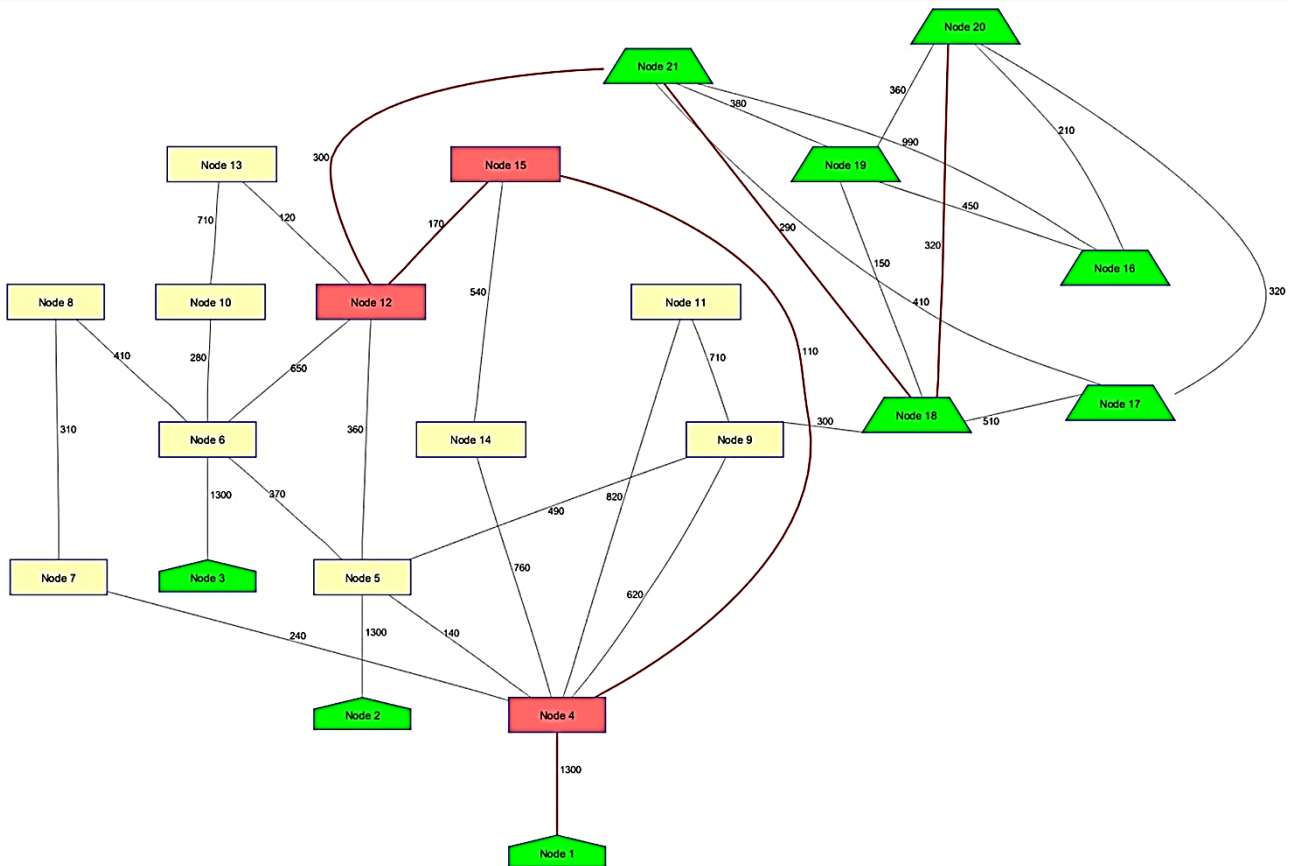 Node 20
Node 21
360
380
210
990
300
Node 13
Node 15
Node 19
450
710
120
170
290
320
150
Node 16
540
320
Node 8
Node 10
Node 12
Node 11
410
410
280
650
710
110
Node 17
Node 18
300
510
310
360
Node 6
Node 14
Node 9
1300
370
820
490
760
Node 7
Node 3
Node 5
620
240
1300
140
Node 2
Node 4
1300
Node 1